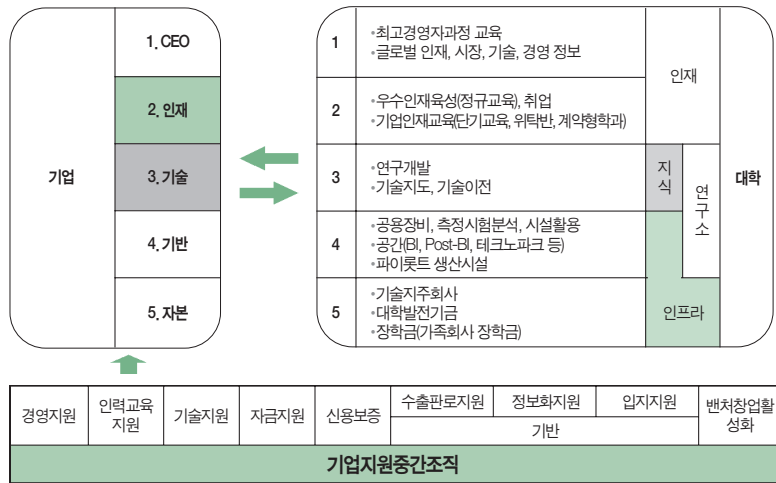 기업
1. CEO
2. 인재
3. 기술
4. 기반
5. 자본
1
•최고경영자과정 교육
•글로벌 인재, 시장, 기술, 경영 정보
2
•우수인재육성(정규교육), 취업
•기업인재교육(단기교육, 위탁반, 계약형학과)
3
•연구개발
•기술지도, 기술이전
4
•공용장비, 측정시험분석, 시설활용
•공간(BI, Post-BI, 테크노파크 등)
•파이롯트 생산시설
5
•기술지주회사
•대학발전기금
•장학금(가족회사 장학금)
인재
지식
연구소
인프라
대학
경영지원
인력교육
지원
기술지원
자금지원
신용보증
수출판로지원
정보화지원
입지지원
기반
벤처창업활
성화
기업지원중간조직